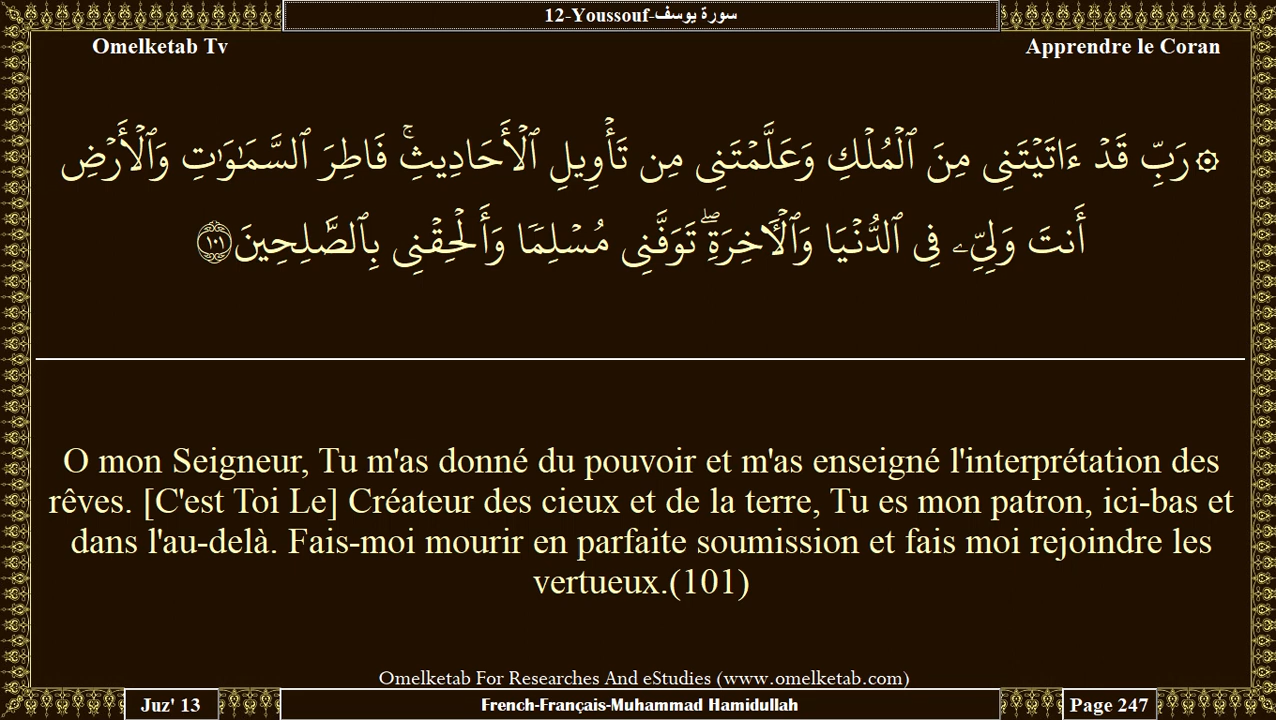 12-Youssouf-سورة يوسف
Omelketab Tv
Apprendre le Coran
۞ رَبِّ قَدْ ءَاتَيْتَنِى مِنَ ٱلْمُلْكِ وَعَلَّمْتَنِى مِن تَأْوِيلِ ٱلْأَحَادِيثِ ۚ فَاطِرَ ٱلسَّمَـٰوَٰتِ وَٱلْأَرْضِ
أَنتَ وَلِىِّۦ فِى ٱلدُّنْيَا وَٱلْـَٔاخِرَةِ ۖ تَوَفَّنِى مُسْلِمًا وَأَلْحِقْنِى بِٱلصَّـٰلِحِينَ ١٠١
O mon Seigneur, Tu m'as donné du pouvoir et m'as enseigné l'interprétation des
rêves. [C'est Toi Le] Créateur des cieux et de la terre, Tu es mon patron, ici-bas et
dans l'au-delà. Fais-moi mourir en parfaite soumission et fais moi rejoindre les
vertueux.(101)
Omelketab For Researches And eStudies (www.omelketab.com)
Juz' 13
French-Français-Muhammad Hamidullah
Page 247